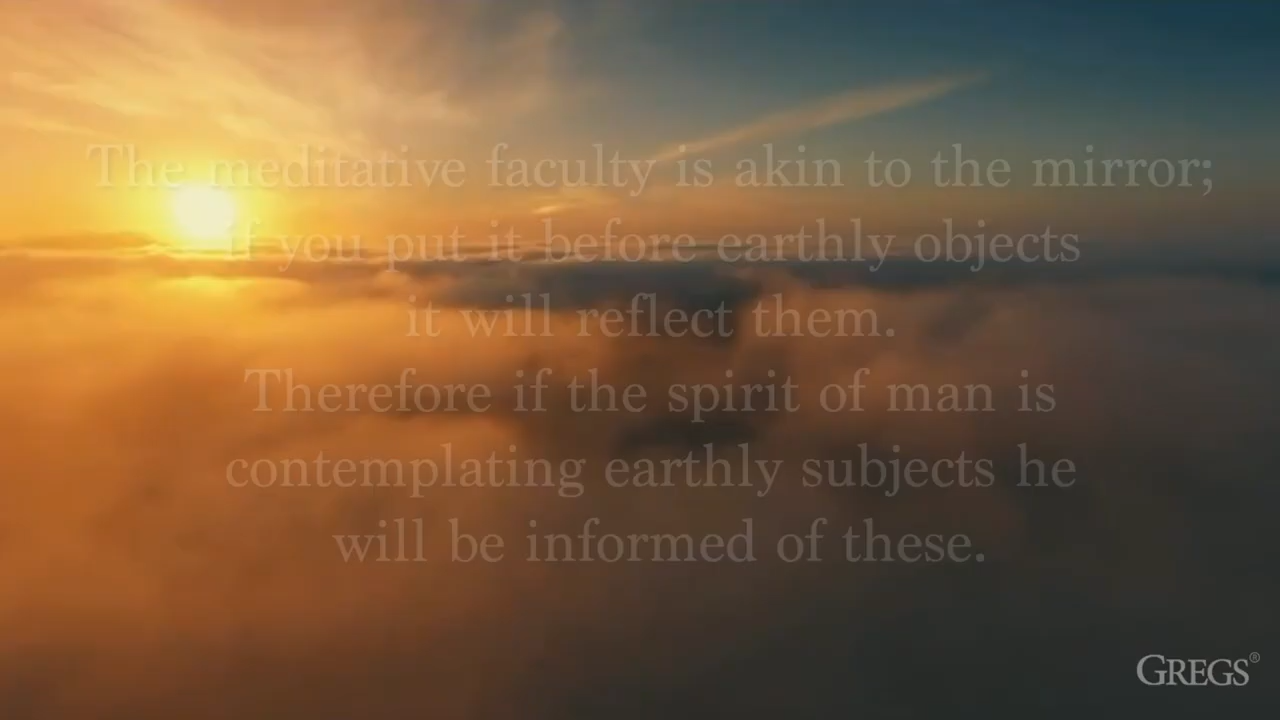 The meditative faculty is akin to the mirror;
if you put it before earthly objects
it will reflect them.
Therefore if the spirit of man is
contemplating earthly subjects he
will be informed of these.
GREGS®